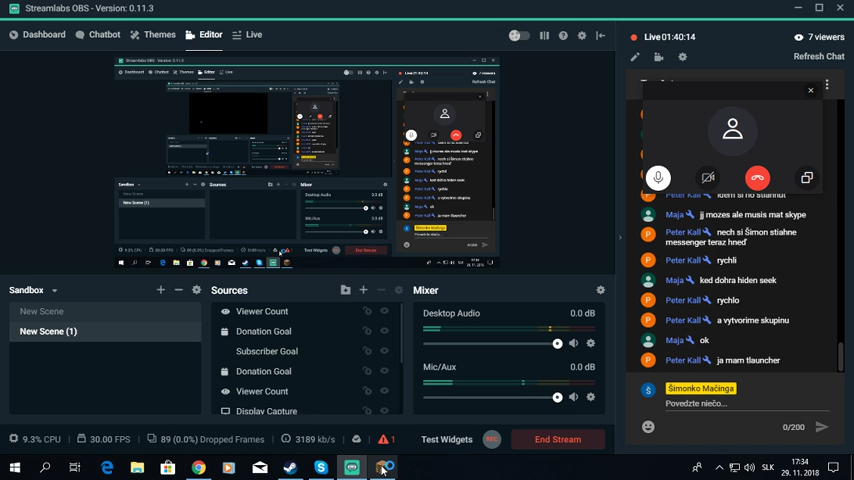 Streamlabs OBS - Version: 0.11.3
Dashboard
Chatbot
Themes
Editor
Live
Live 01:40:14
7 viewers
Refresh Chat
Peter Kall idem si ho stiahnut
Maja jj mozes ale musis mat skype
Peter Kall nech si Šimon stiahne
messenger teraz hneď
Peter Kall rychli
Maja ked dohra hiden seek
Peter Kall rychlo
Peter Kall a vytvorime skupinu
Maja ok
Peter Kall ja mam tlauncher
Šimonko Mačinga
Povedzte niečo...
0/200
Sandbox
New Scene
New Scene (1)
Sources
Viewer Count
Donation Goal
Subscriber Goal
Donation Goal
Viewer Count
Display Capture
Mixer
Desktop Audio
0.0 dB
Mic/Aux
0.0 dB
9.3% CPU
30.00 FPS
89 (0.0%) Dropped Frames
3189 kb/s
1
Test Widgets
REC
End Stream
SLK
17:34
29. 11. 2018